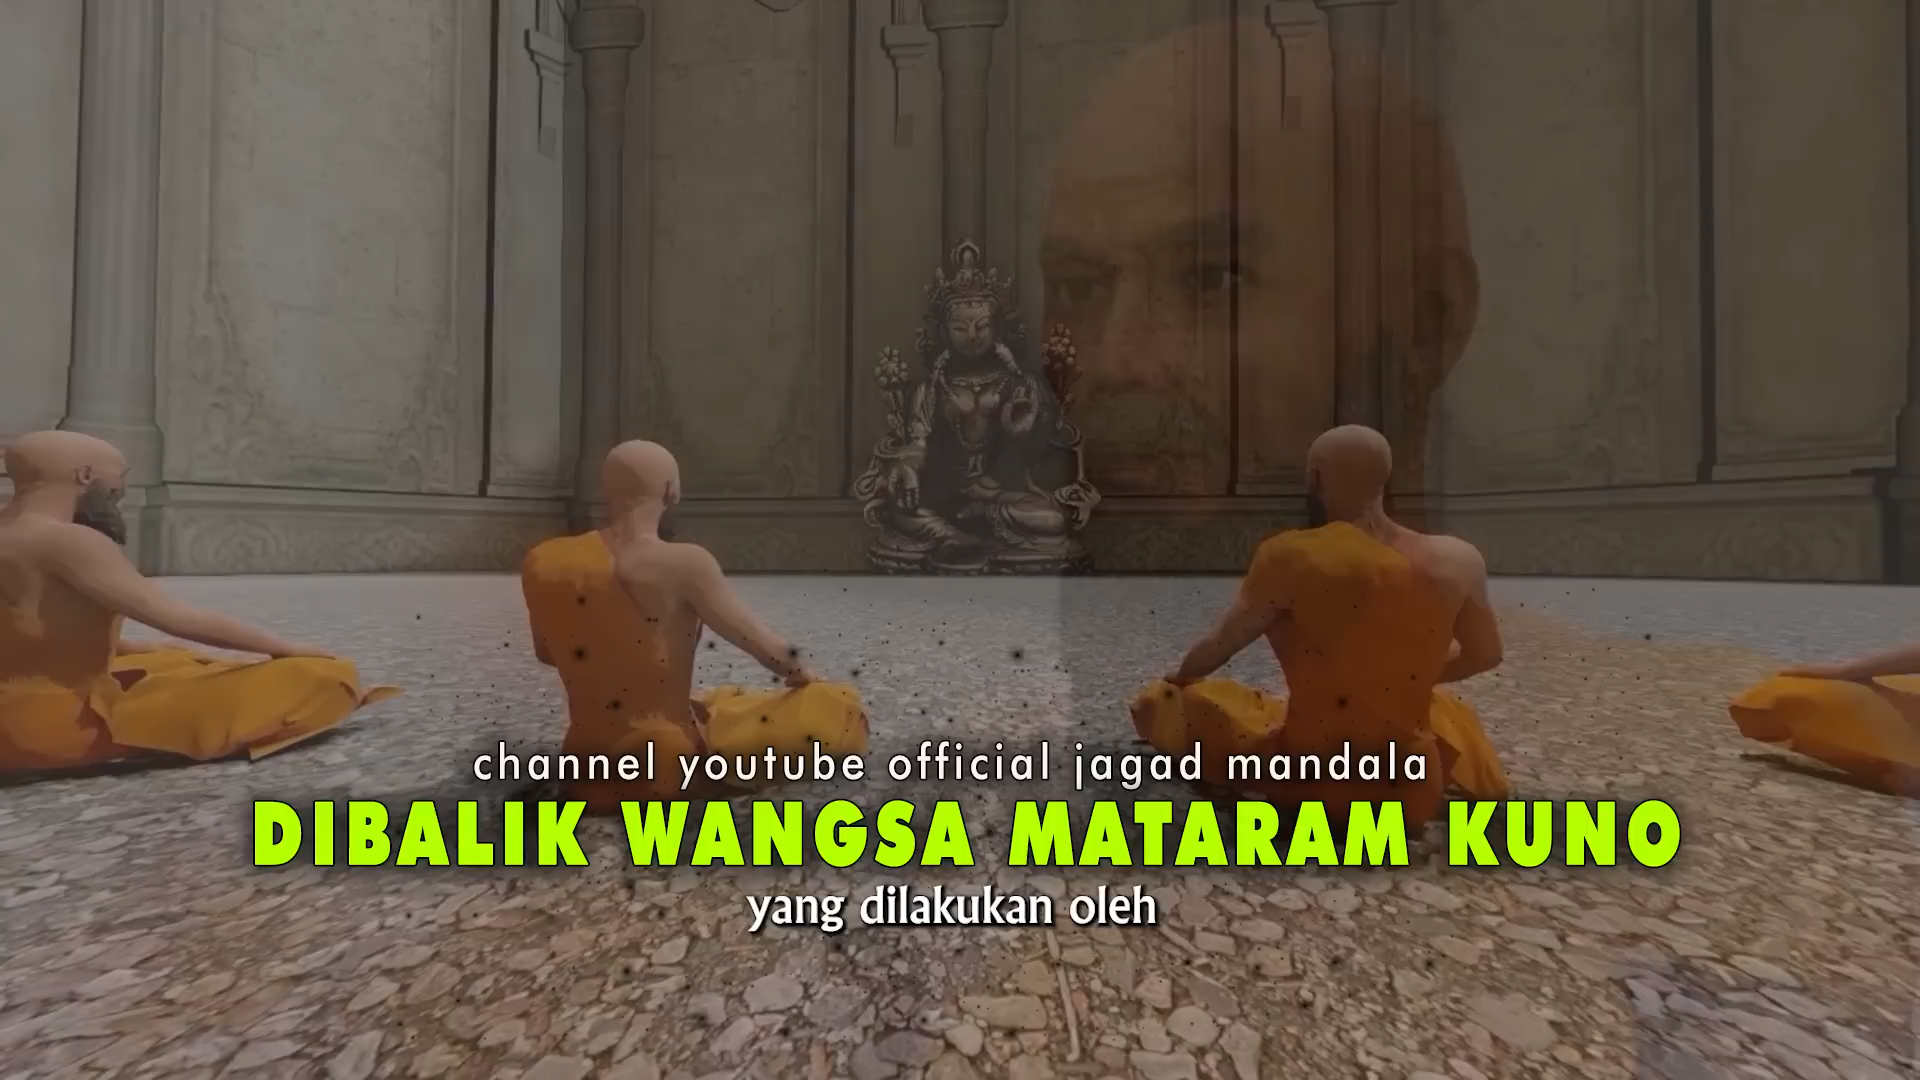 channel youtube official jagad mandala
DIBALIK WANGSA MATARAM KUNO
yang dilakukan oleh